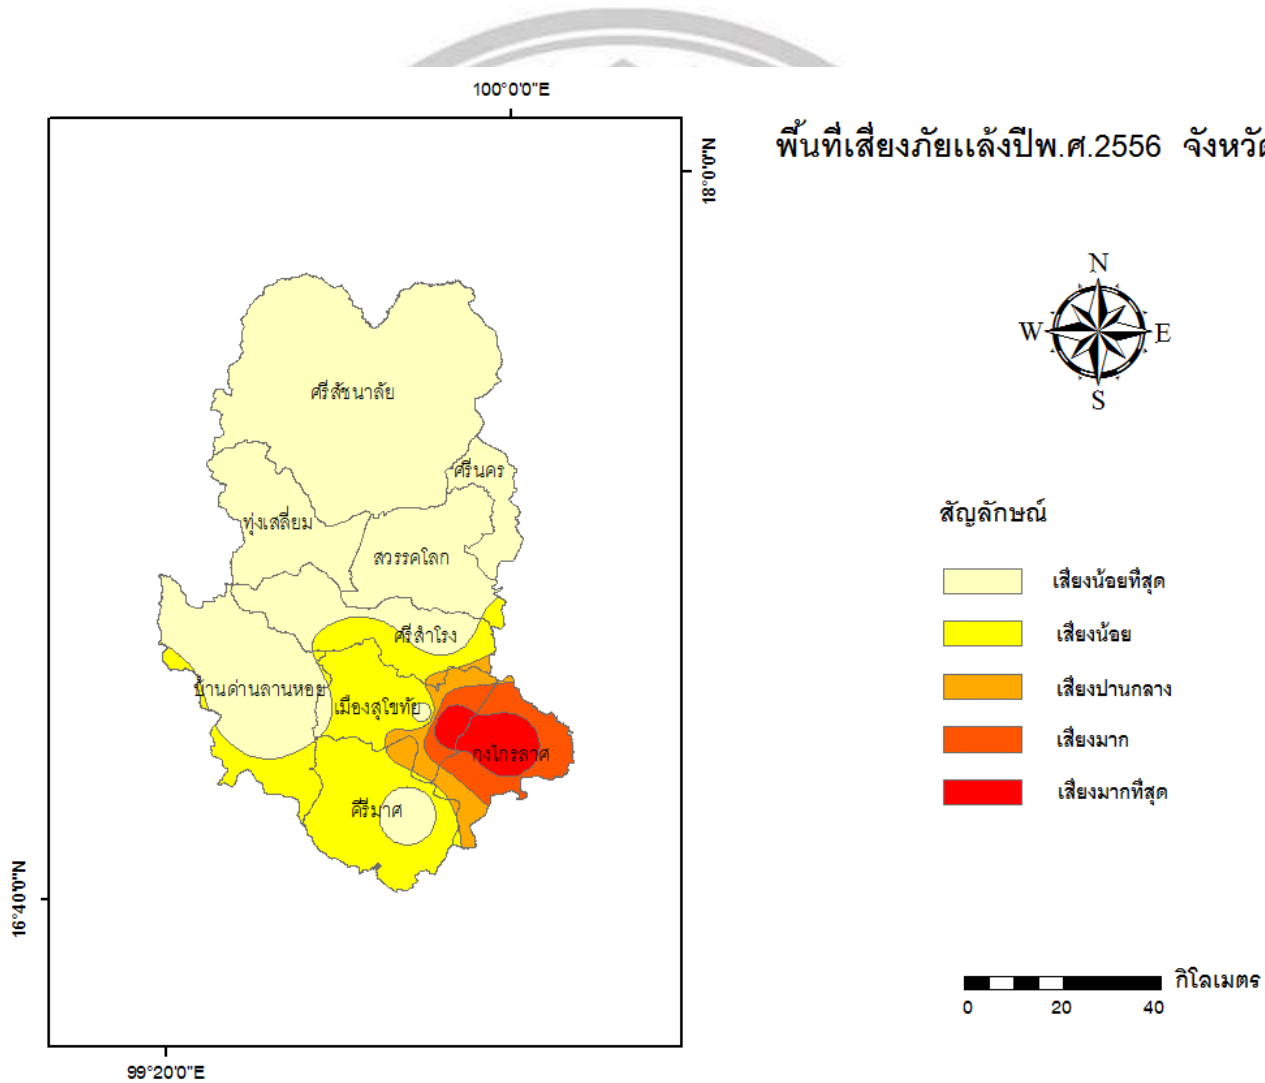 100°0'0"E
พื้นที่เสี่ยงภัยแล้งปีพ.ศ.2556 จังหวัด
18°0'0"N
N
W
E
S
ศรีสัชนาลัย
ศรีนคร
ทุ่งเสลี่ยม
สวรรคโลก
ศรีสำโรง
บ้านด่านลานหอย
เมืองสุโขทัย
กงไกรลาศ
คีรีมาศ
สัญลักษณ์
เสี่ยงน้อยที่สุด
เสี่ยงน้อย
เสี่ยงปานกลาง
เสี่ยงมาก
เสี่ยงมากที่สุด
16°40'0"N
กิโลเมตร
0 20 40
99°20'0"E